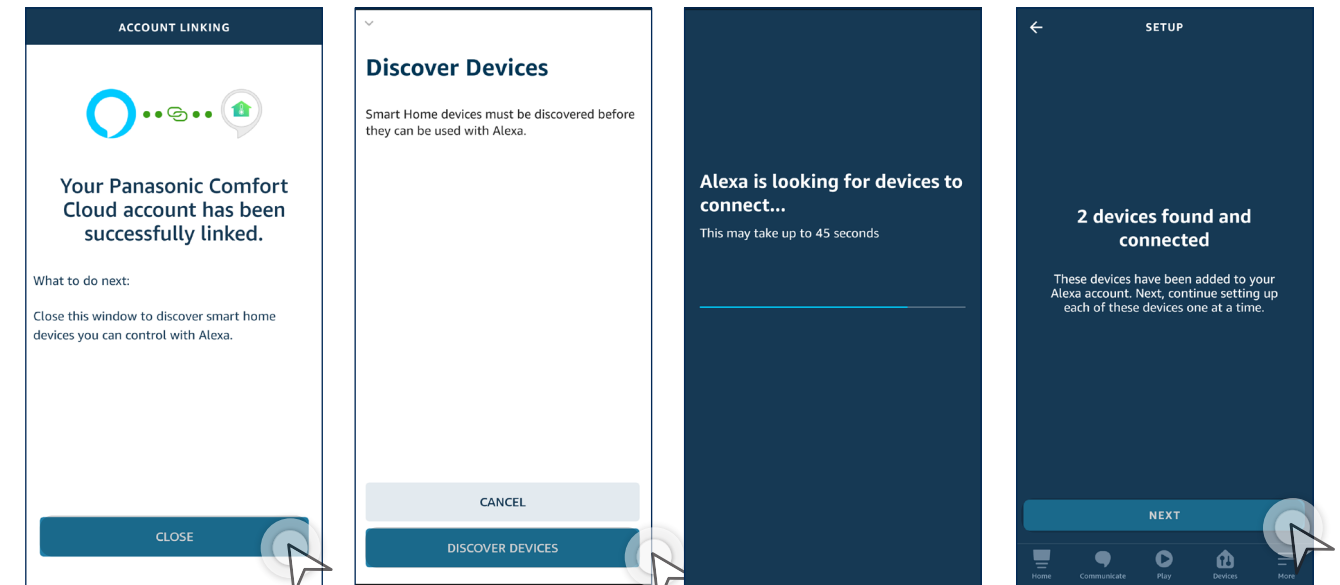 ACCOUNT LINKING
Your Panasonic Comfort
Cloud account has been
successfully linked.
What to do next:
Close this window to discover smart home
devices you can control with Alexa.
CLOSE
Discover Devices
Smart Home devices must be discovered before
they can be used with Alexa.
CANCEL
DISCOVER DEVICES
Alexa is looking for devices to
connect...
This may take up to 45 seconds
SETUP
2 devices found and
connected
These devices have been added to your
Alexa account. Next, continue setting up
each of these devices one at a time.
NEXT
Home Communicate Play Devices More